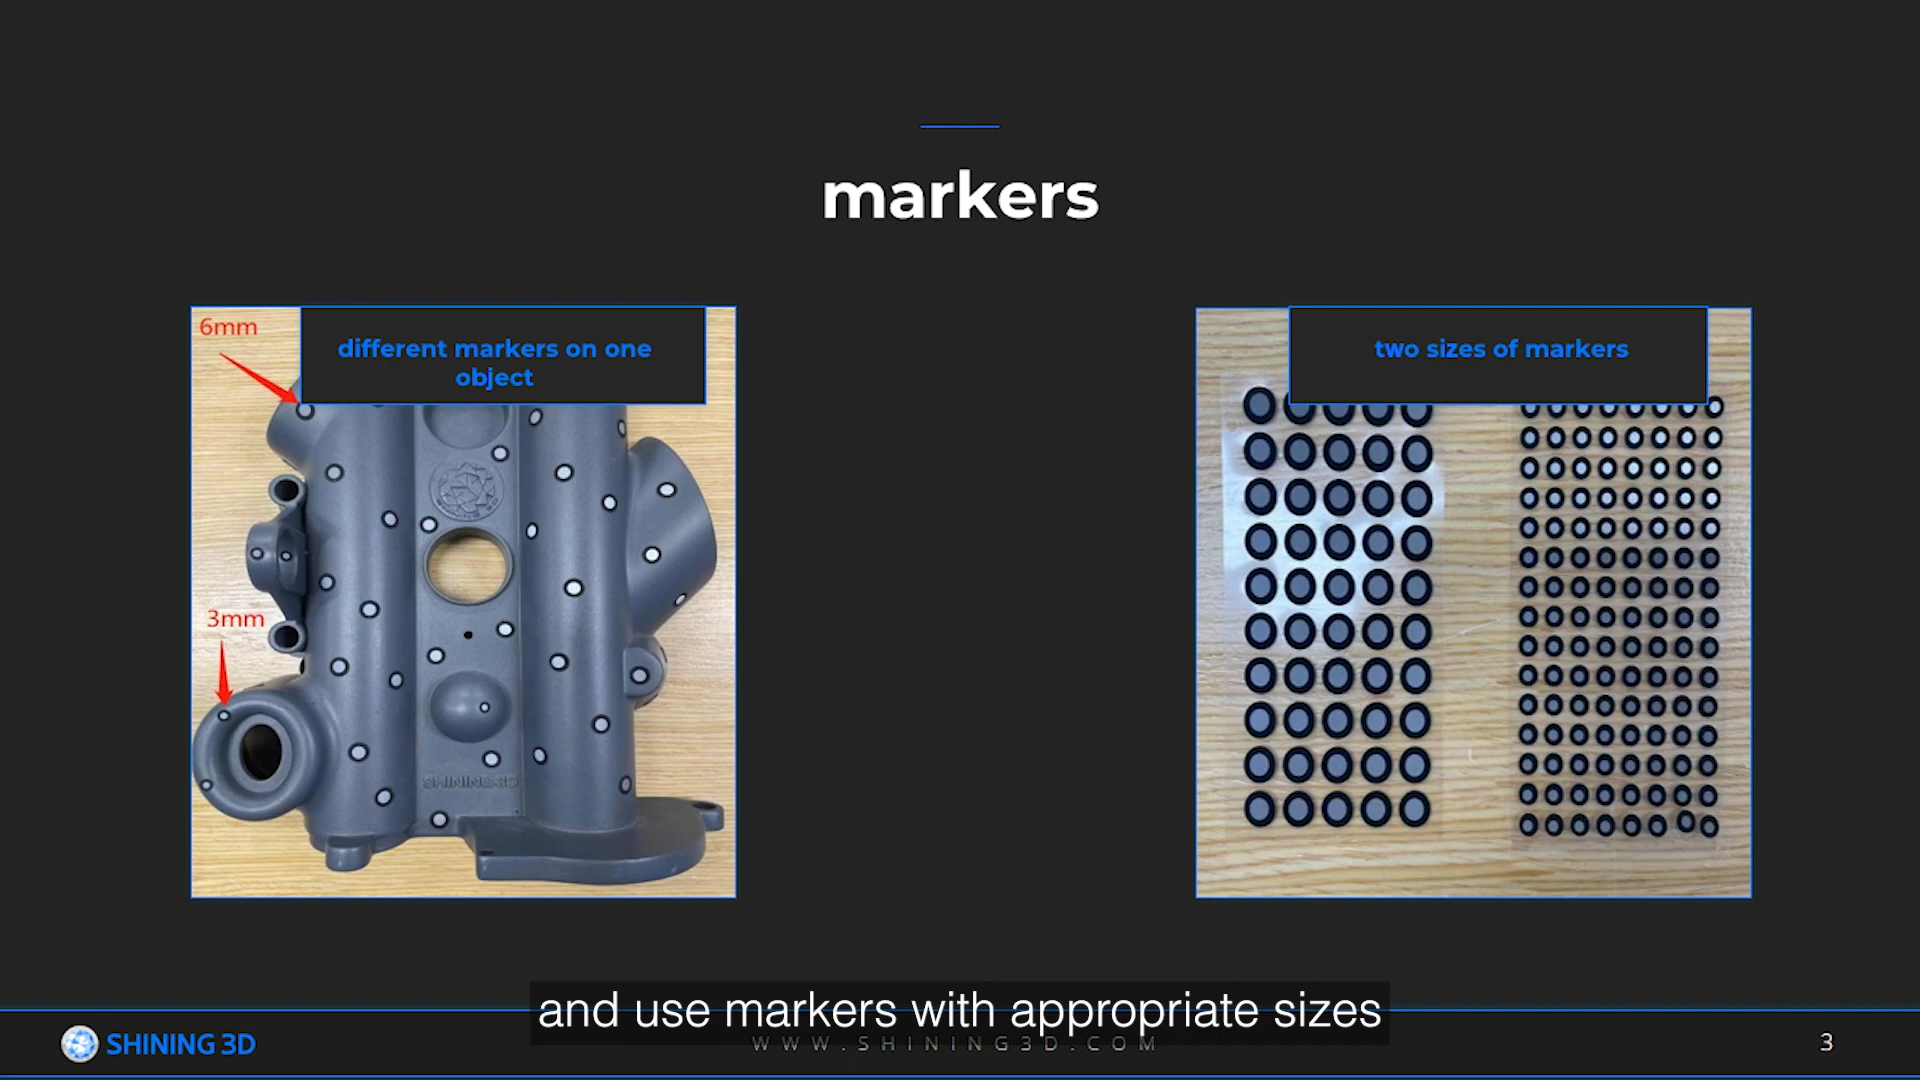 markers
6mm
different markers on one
object
two sizes of markers
3mm
SHINING3D
and use markers with appropriate sizes
SHINING 3D
WWW.SHINING3D.COM
3